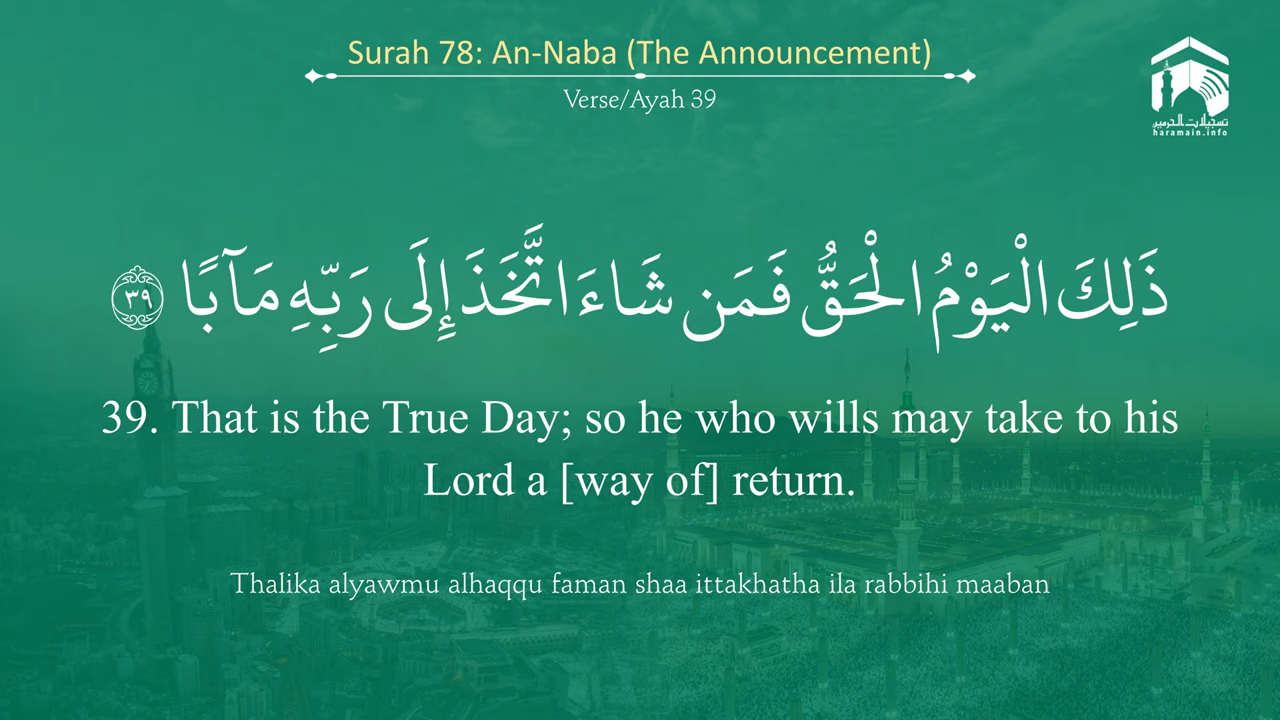 Surah 78: An-Naba (The Announcement)
Verse/Ayah 39
تسجيلات الحرمين
haramain.info
ذَلِكَ الْيَوْمُ الْحَقُّ فَمَن شَاءَ اتَّخَذَ إِلَى رَبِّهِ مَآبًا ٣٩
39. That is the True Day; so he who wills may take to his
Lord a [way of] return.
Thalika alyawmu alhaqqu faman shaa ittakhatha ila rabbihi maaban